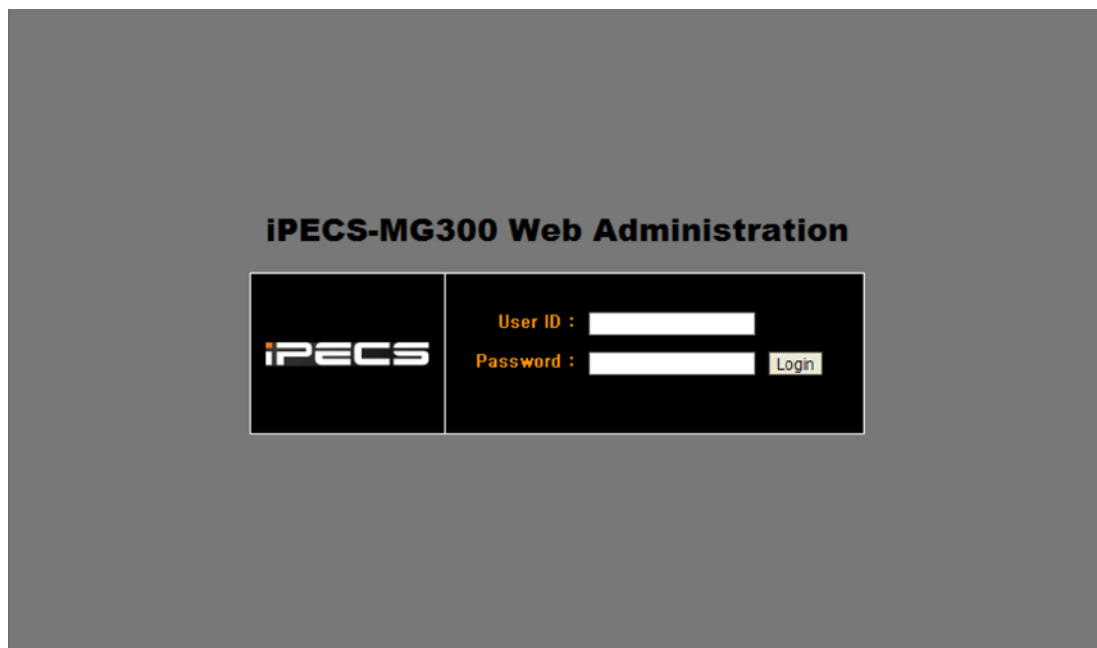 iPECS-MG300 Web Administration
iPECS
User ID :
Password :
Login